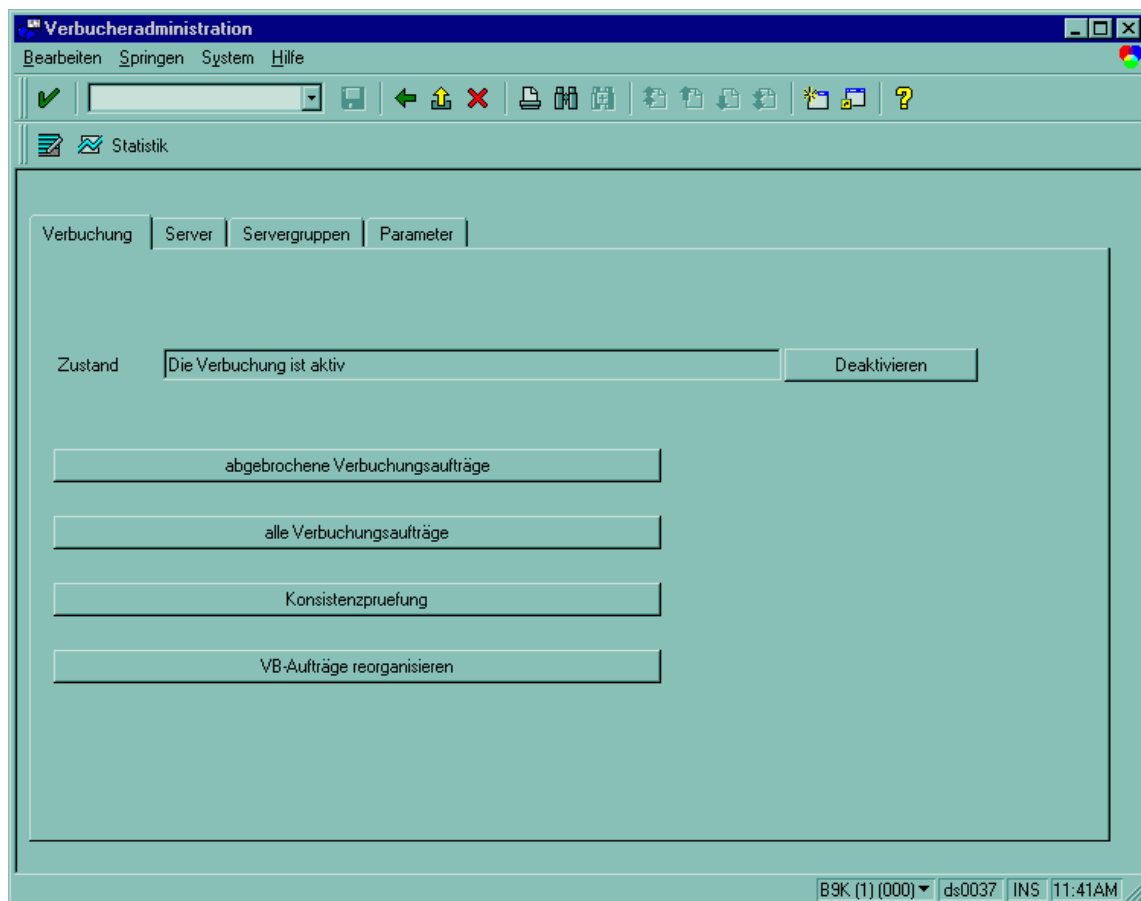 Verbucheradministration
Bearbeiten Springen System Hilfe
Statistik
Verbuchung Server Servergruppen Parameter
Zustand Die Verbuchung ist aktiv Deaktivieren
abgebrochene Verbuchungsaufträge
alle Verbuchungsaufträge
Konsistenzpruefung
VB-Aufträge reorganisieren
B9K (1) (000) ds0037 INS 11:41AM